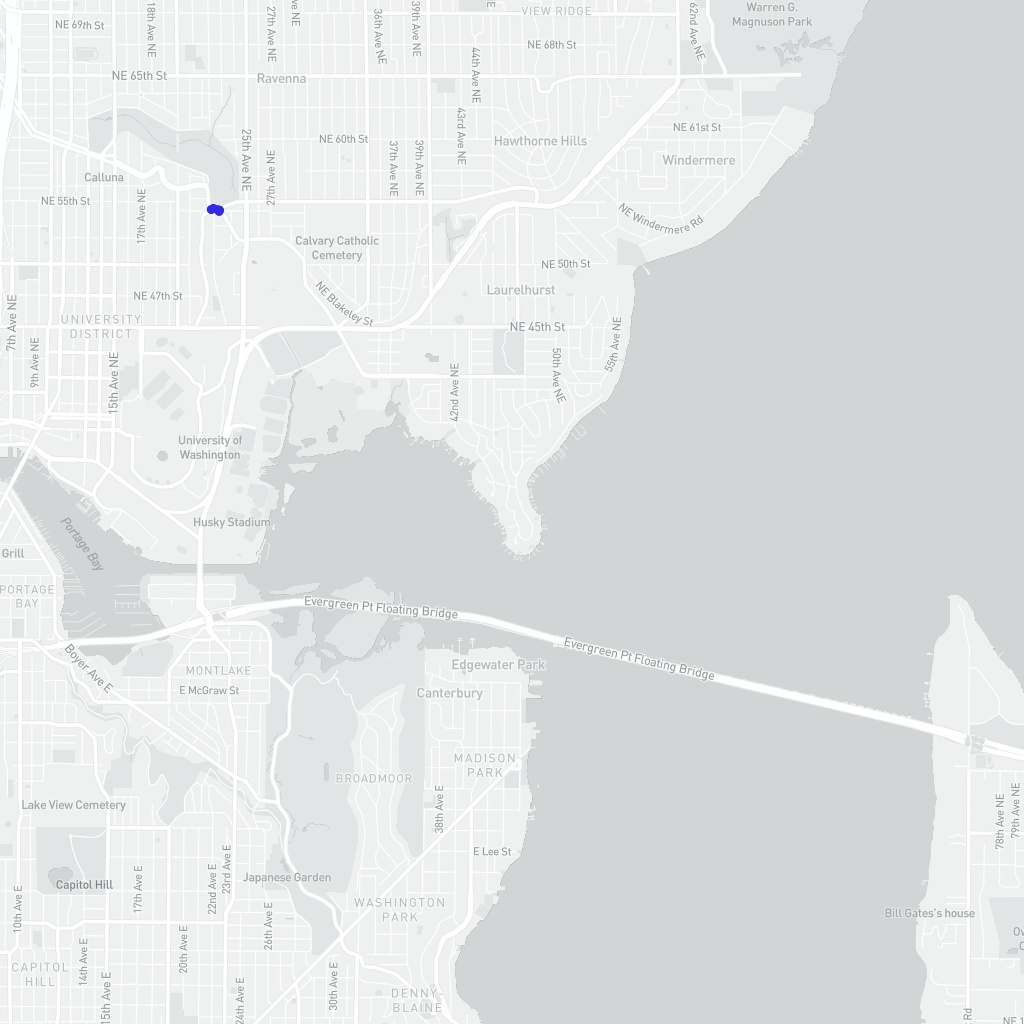 Warren G.
Magnuson Park
VIEW RIDGE
NE 69th St
18th Ave NE
27th Ave NE
36th Ave NE
39th Ave NE
62nd Ave NE
NE 68th St
44th Ave NE
NE 65th St
Ravenna
43rd Ave NE
NE 61st St
NE 60th St
Hawthorne Hills
25th Ave NE
37th Ave NE
39th Ave NE
Windermere
Calluna
27th Ave NE
17th Ave NE
NE 55th St
NE Windermere Rd
Calvary Catholic
Cemetery
NE 50th St
NE 47th St
NE Blakeley St
Laurelhurst
7th Ave NE
UNIVERSITY
DISTRICT
NE 45th St
55th Ave NE
9th Ave NE
15th Ave NE
50th Ave NE
42nd Ave NE
University of
Washington
Husky Stadium
Portage Bay
Grill
PORTAGE
BAY
Evergreen Pt Floating Bridge
Evergreen Pt Floating Bridge
Boyer Ave E
MONTLAKE
Edgewater Park
E McGraw St
Canterbury
MADISON
PARK
BROADMOOR
Lake View Cemetery
38th Ave E
78th Ave NE
79th Ave NE
E Lee St
Capitol Hill
17th Ave E
22nd Ave E
23rd Ave E
Japanese Garden
10th Ave E
WASHINGTON
PARK
Bill Gates's house
26th Ave E
20th Ave E
14th Ave E
Ov
C
CAPITOL
HILL
15th Ave E
24th Ave E
30th Ave E
DENNY-
BLAINE
Rd
NE 1